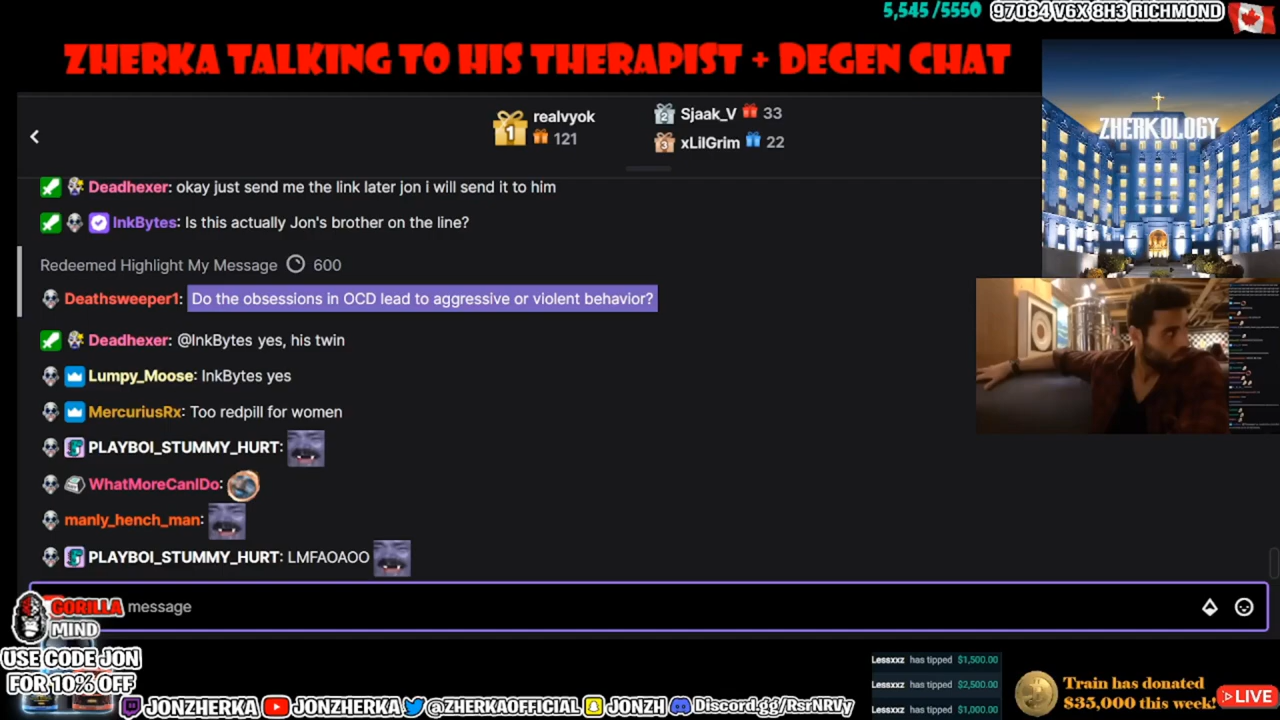 5,545 /5550
97084 V6X 8H3 RICHMOND
ZHERKA TALKING TO HIS THERAPIST + DEGEN CHAT
ZHERKOLOGY
1 realvyok 121
2 Sjaak_V 33
3 xLilGrim 22
Deadhexer: okay just send me the link later jon i will send it to him
InkBytes: Is this actually Jon's brother on the line?
Redeemed Highlight My Message 600
Deathsweeper1: Do the obsessions in OCD lead to aggressive or violent behavior?
Deadhexer: @InkBytes yes, his twin
Lumpy_Moose: InkBytes yes
MercuriusRx: Too redpill for women
PLAYBOI_STUMMY_HURT:
WhatMoreCanIDo:
manly_hench_man:
PLAYBOI_STUMMY_HURT: LMFAOAOO
message
GORILLA
MIND
USE CODE JON
FOR 10% OFF
JONZHERKA JONZHERKA @ZHERKAOFFICIAL JONZH Discord.gg/RsrNRVy
Lessxxz has tipped $1,500.00
Lessxxz has tipped $2,500.00
Lessxxz has tipped $1,000.00
Train has donated
$35,000 this week!
LIVE